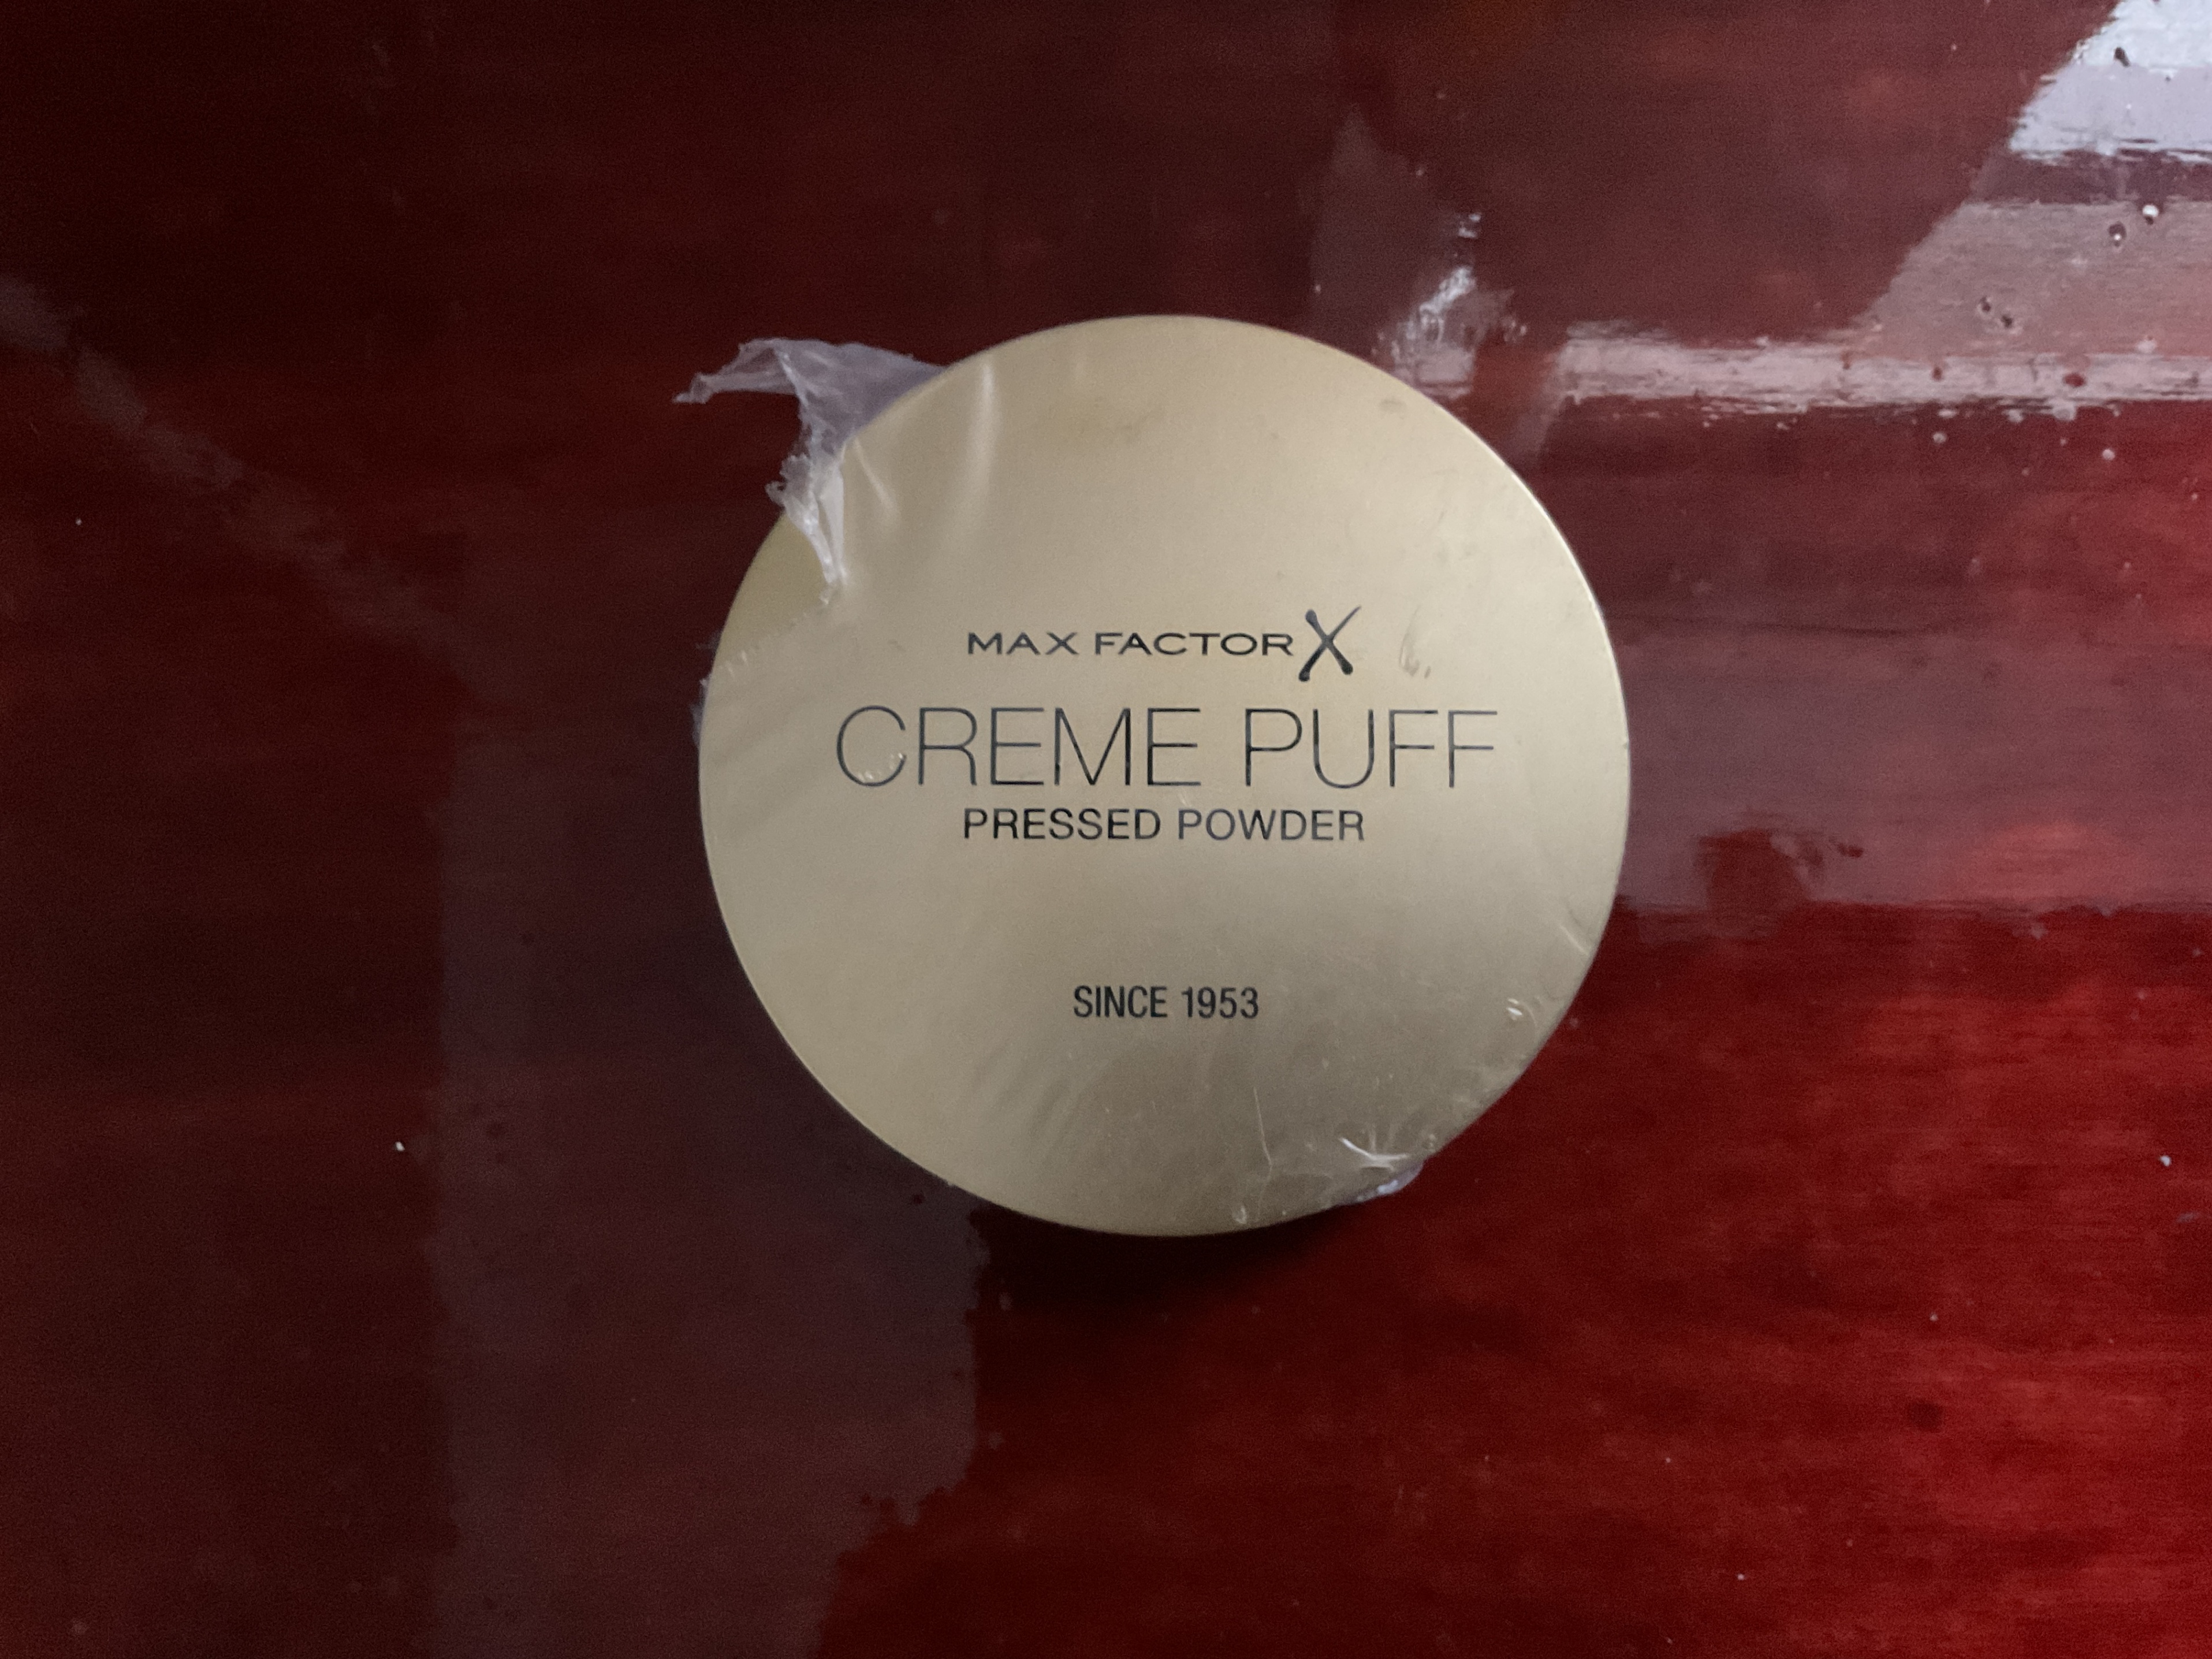 MAX FACTOR X
CREME PUFF
PRESSED POWDER
SINCE 1953